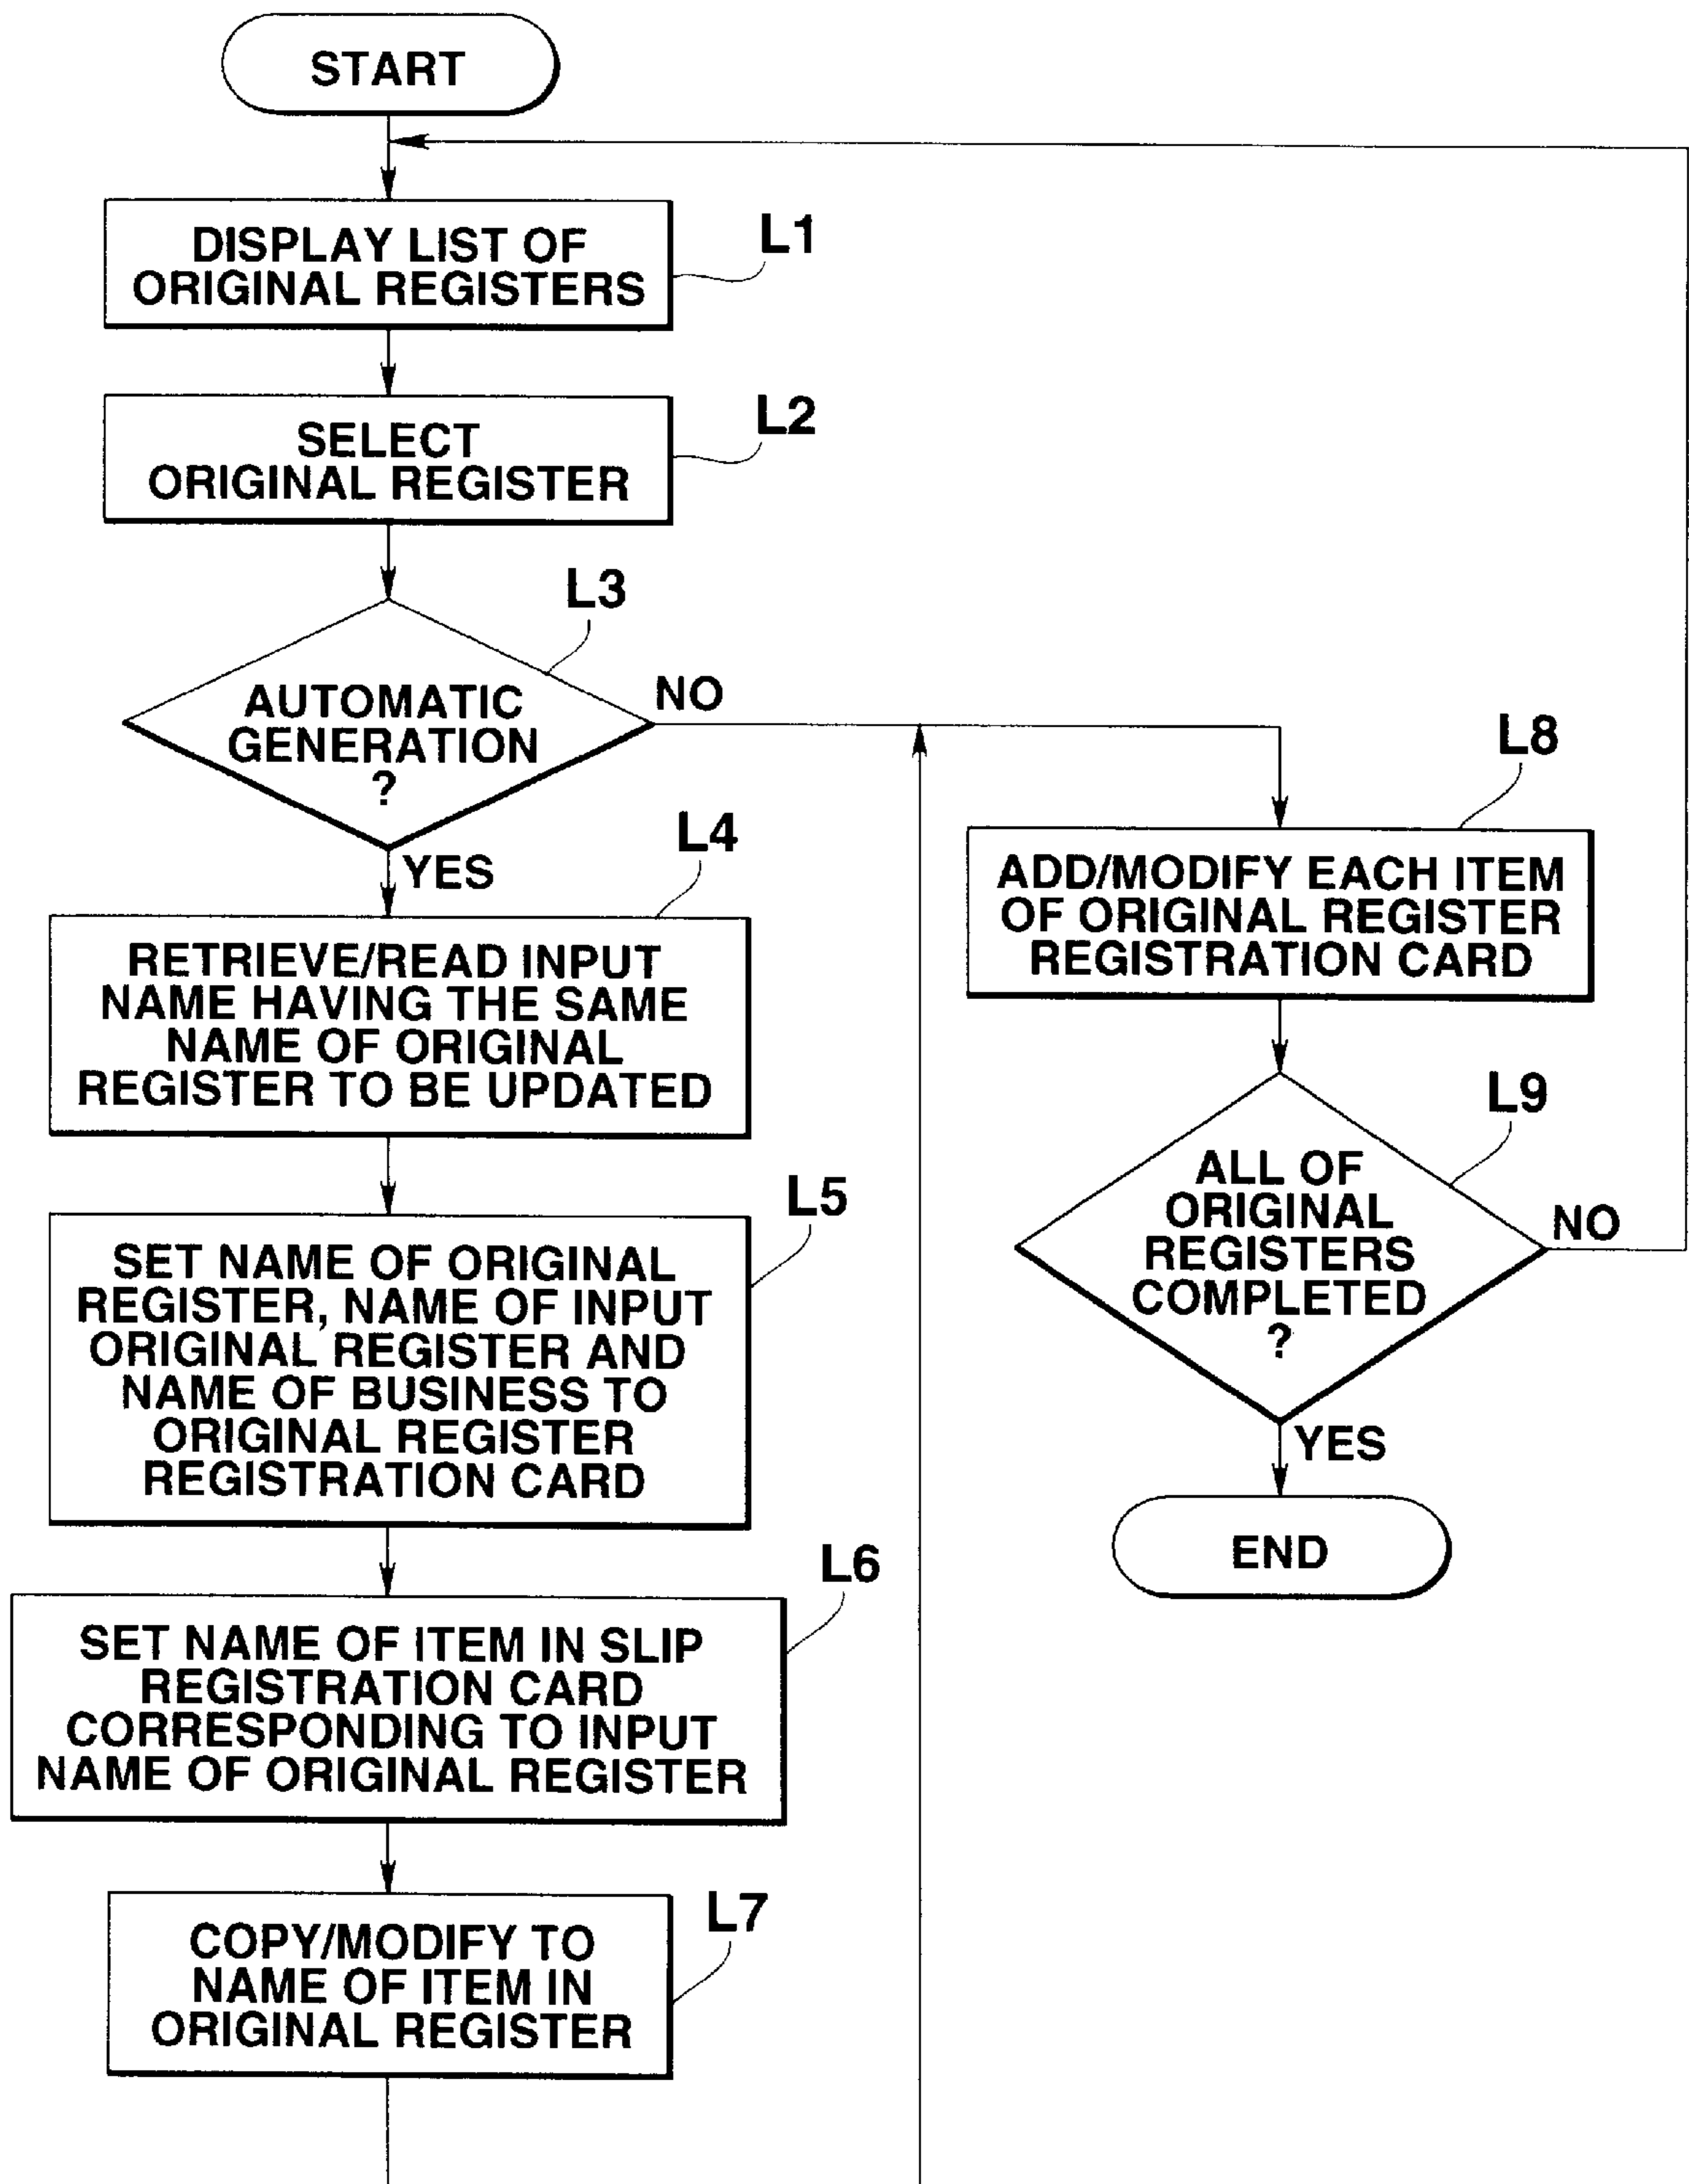 START
DISPLAY LIST OF
ORIGINAL REGISTERS
L1
SELECT
ORIGINAL REGISTER
L2
L3
AUTOMATIC
GENERATION
?
NO
YES
L4
RETRIEVE/READ INPUT
NAME HAVING THE SAME
NAME OF ORIGINAL
REGISTER TO BE UPDATED
L5
SET NAME OF ORIGINAL
REGISTER, NAME OF INPUT
ORIGINAL REGISTER AND
NAME OF BUSINESS TO
ORIGINAL REGISTER
REGISTRATION CARD
L6
SET NAME OF ITEM IN SLIP
REGISTRATION CARD
CORRESPONDING TO INPUT
NAME OF ORIGINAL REGISTER
L7
COPY/MODIFY TO
NAME OF ITEM IN
ORIGINAL REGISTER
L8
ADD/MODIFY EACH ITEM
OF ORIGINAL REGISTER
REGISTRATION CARD
L9
ALL OF
ORIGINAL
REGISTERS
COMPLETED
?
NO
YES
END